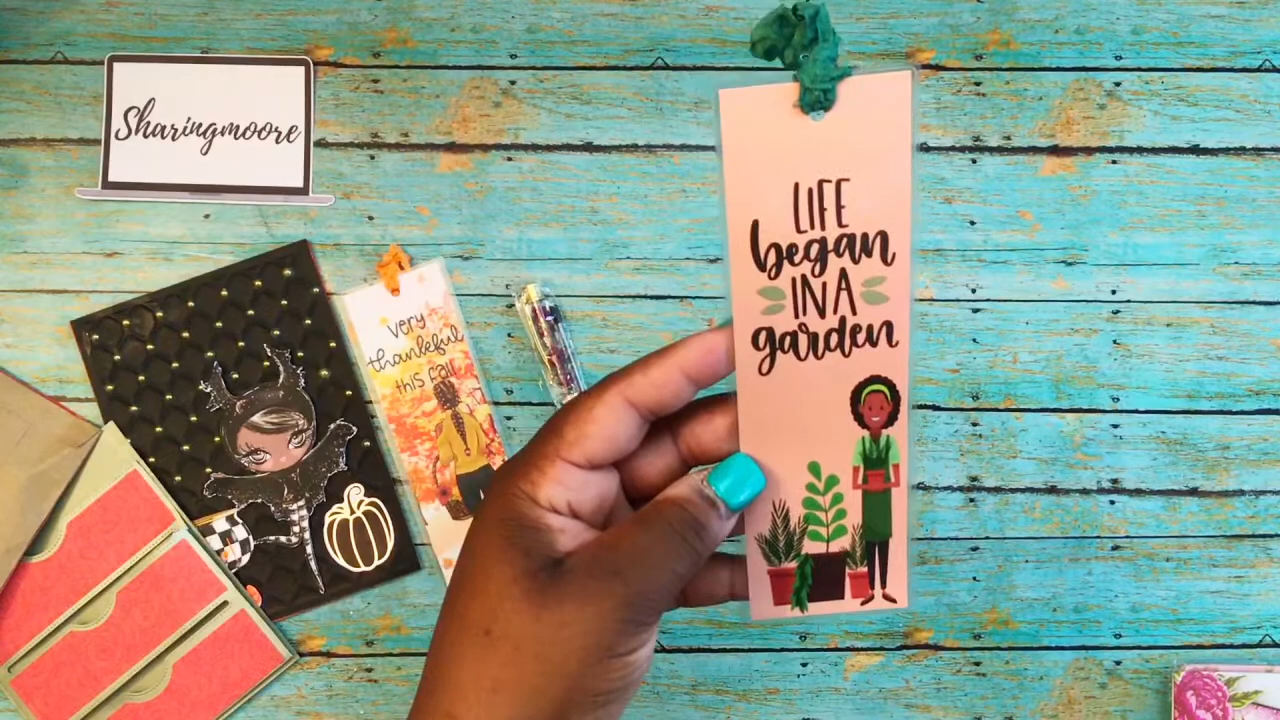 Sharingmoore
very
thankful
this fall
LIFE
began
IN A
garden